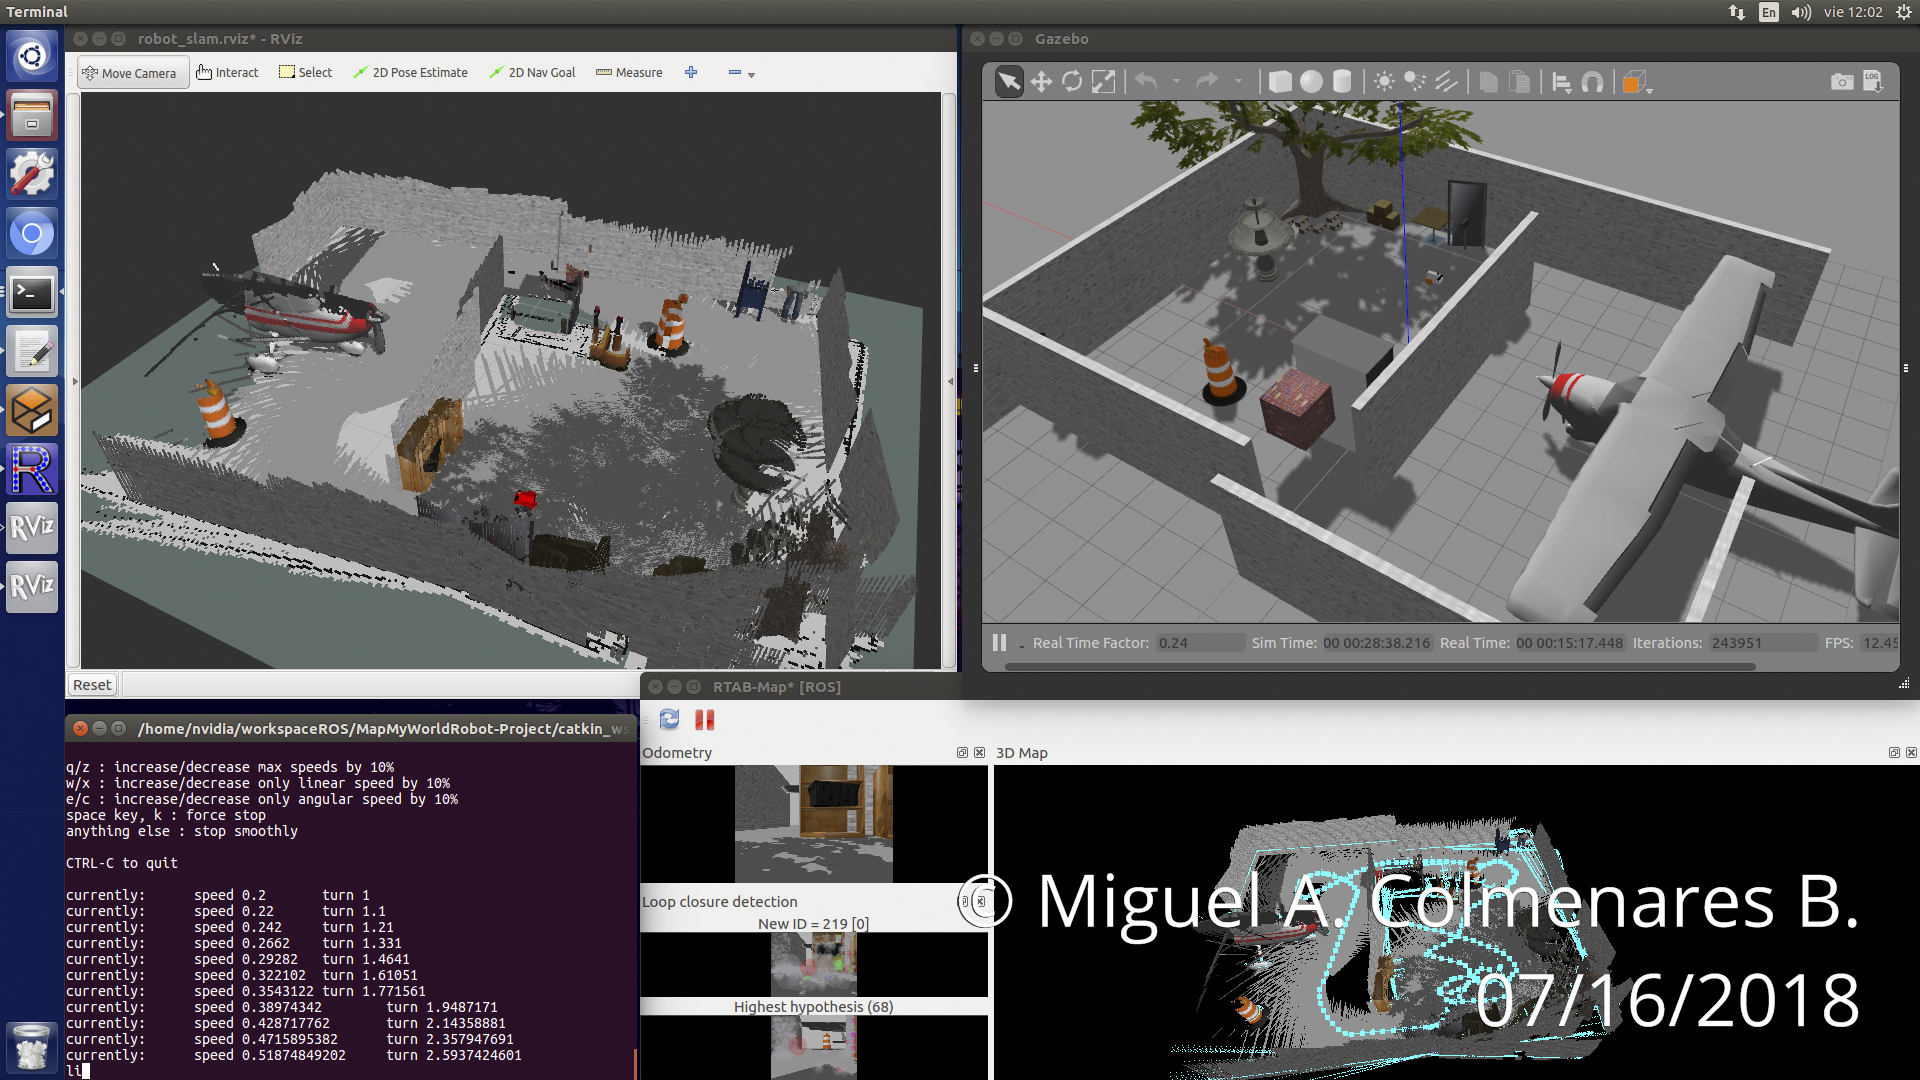 Terminal
En
vie 12:02
robot_slam.rviz* - RViz
Move Camera
Interact
Select
2D Pose Estimate
2D Nav Goal
Measure
Reset
Gazebo
LOG
Real Time Factor: 0.24 Sim Time: 00 00:28:38.216 Real Time: 00 00:15:17.448 Iterations: 243951 FPS: 12.45
R
RViz
RViz
/home/nvidia/workspaceROS/MapMyWorldRobot-Project/catkin_ws
q/z : increase/decrease max speeds by 10%
w/x : increase/decrease only linear speed by 10%
e/c : increase/decrease only angular speed by 10%
space key, k : force stop
anything else : stop smoothly
CTRL-C to quit
currently: speed 0.2 turn 1
currently: speed 0.22 turn 1.1
currently: speed 0.242 turn 1.21
currently: speed 0.2662 turn 1.331
currently: speed 0.29282 turn 1.4641
currently: speed 0.322102 turn 1.61051
currently: speed 0.3543122 turn 1.771561
currently: speed 0.38974342 turn 1.9487171
currently: speed 0.428717762 turn 2.14358881
currently: speed 0.4715895382 turn 2.357947691
currently: speed 0.51874849202 turn 2.5937424601
li
RTAB-Map* [ROS]
Odometry
3D Map
Loop closure detection
New ID = 219 [0]
Highest hypothesis (68)
© Miguel A. Colmenares B.
07/16/2018